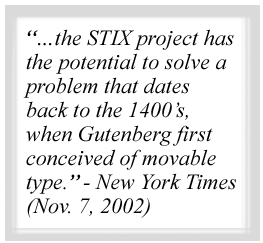 “...the STIX project has
the potential to solve a
problem that dates
back to the 1400’s,
when Gutenberg first
conceived of movable
type.” - New York Times
(Nov. 7, 2002)